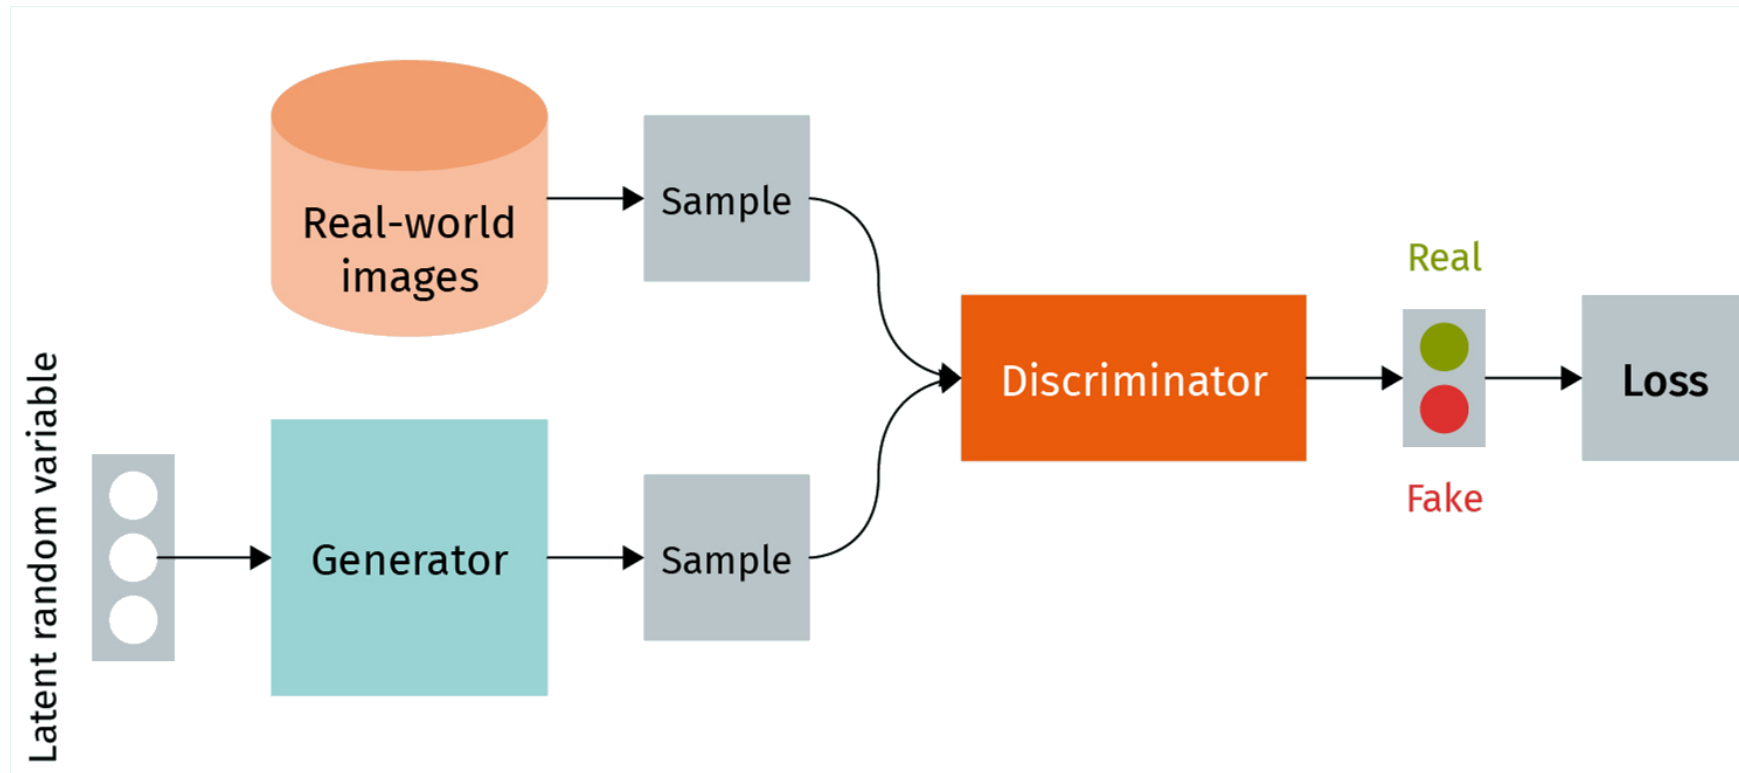 Real-world
images
Sample
Latent random variable
Generator
Sample
Discriminator
Real
Fake
Loss